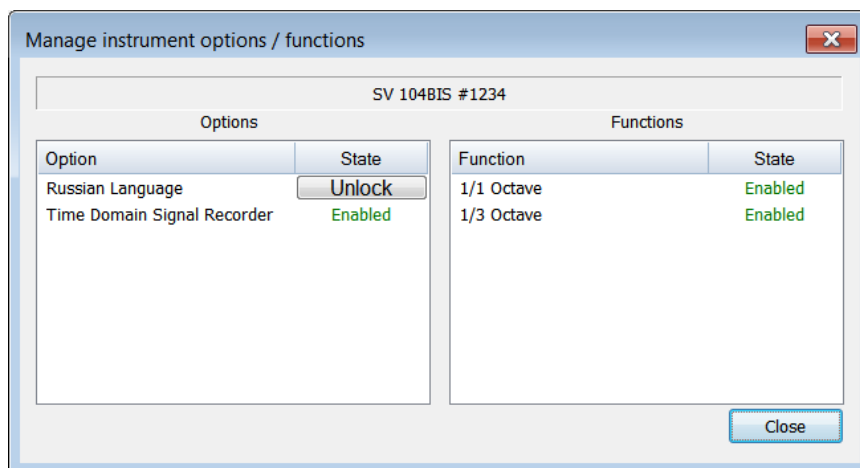 Manage instrument options / functions
SV 104BIS #1234
Options
Option State
Russian Language Unlock
Time Domain Signal Recorder Enabled
Functions
Function State
1/1 Octave Enabled
1/3 Octave Enabled
Close